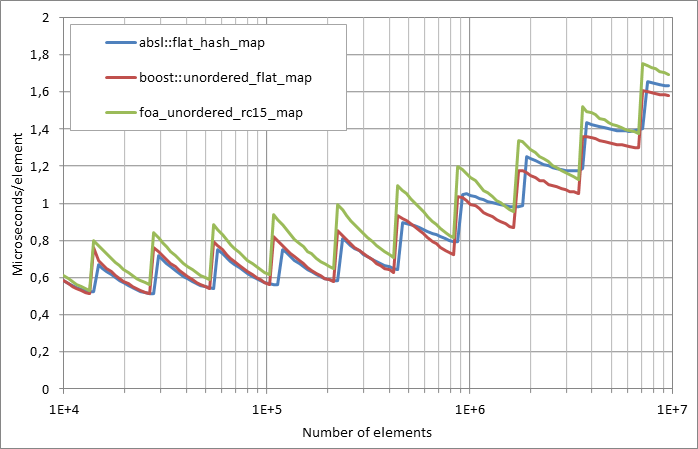 2
1,8
1,6
1,4
1,2
1
0,8
0,6
0,4
0,2
0
Microseconds/element
absl::flat_hash_map
boost::unordered_flat_map
foa_unordered_rc15_map
1E+4 1E+5 1E+6 1E+7
Number of elements